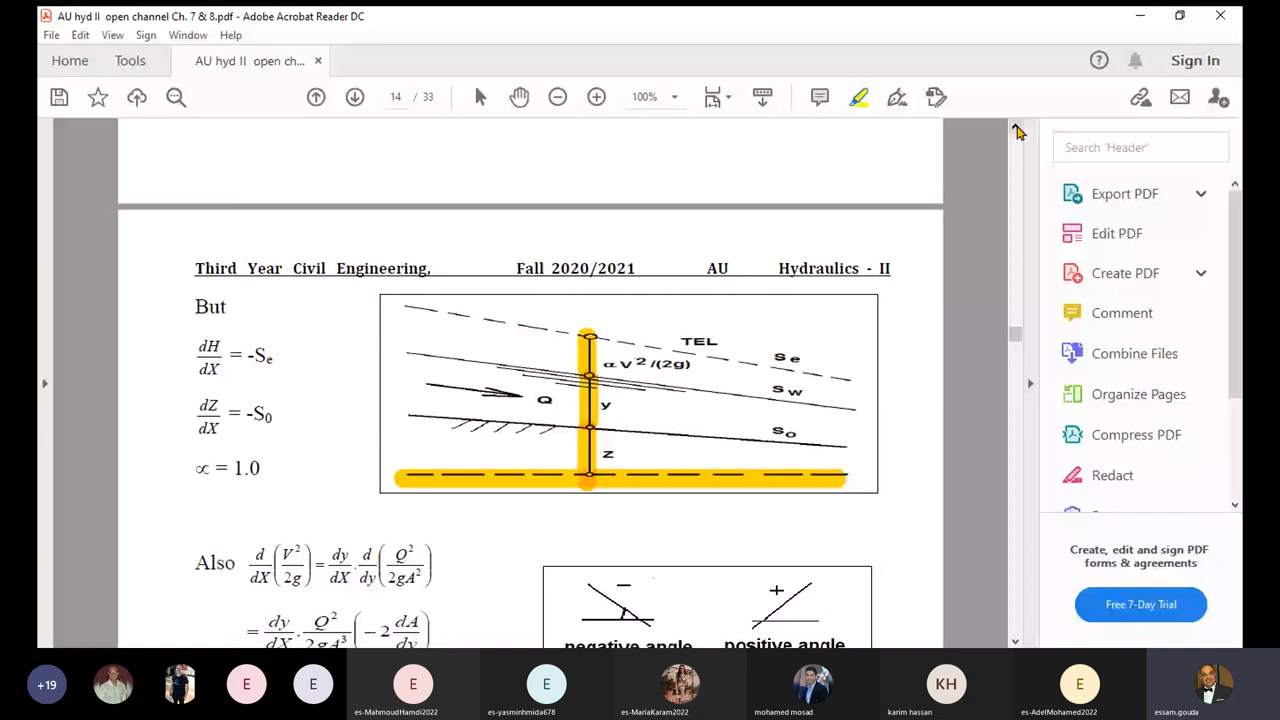 AU hyd II open channel Ch. 7 & 8.pdf - Adobe Acrobat Reader DC
File Edit View Sign Window Help
Home Tools AU hyd II open ch... × Sign In
14 / 33 100%
Search 'Header'
Export PDF
Edit PDF
Create PDF
Comment
Combine Files
Organize Pages
Compress PDF
Redact
Create, edit and sign PDF
forms & agreements
Free 7-Day Trial
Third Year Civil Engineering, Fall 2020/2021 AU Hydraulics - II
But
dH/dX = -Se
dZ/dX = -S0
∝ = 1.0
TEL
Se
αV²/(2g)
Sw
Q
y
So
z
Also d/dX (V²/2g) = dy/dX . d/dy (Q²/2gA²)
= dy/dX . Q²/2gA³ (-2 dA/dy)
− +
negative angle positive angle
+19 E E E E KH E
es-MahmoudHamdi2022 es-yasminhmida678 es-MariaKaram2022 mohamed mosad karim hassan es-AdelMohamed2022 essam.gouda